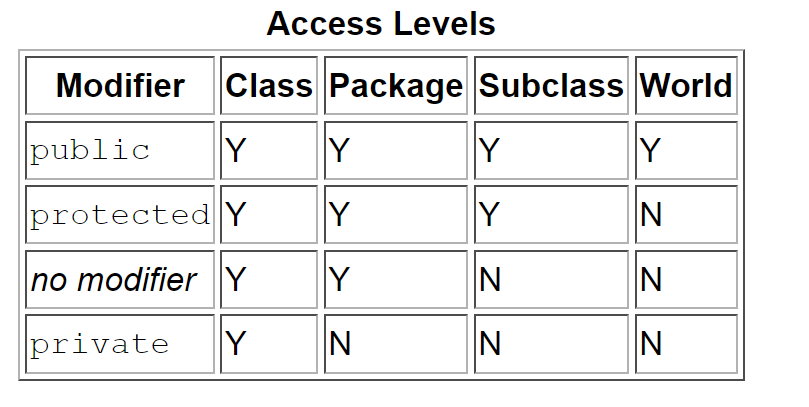 Access Levels
Modifier Class Package Subclass World
public Y Y Y Y
protected Y Y Y N
no modifier Y Y N N
private Y N N N